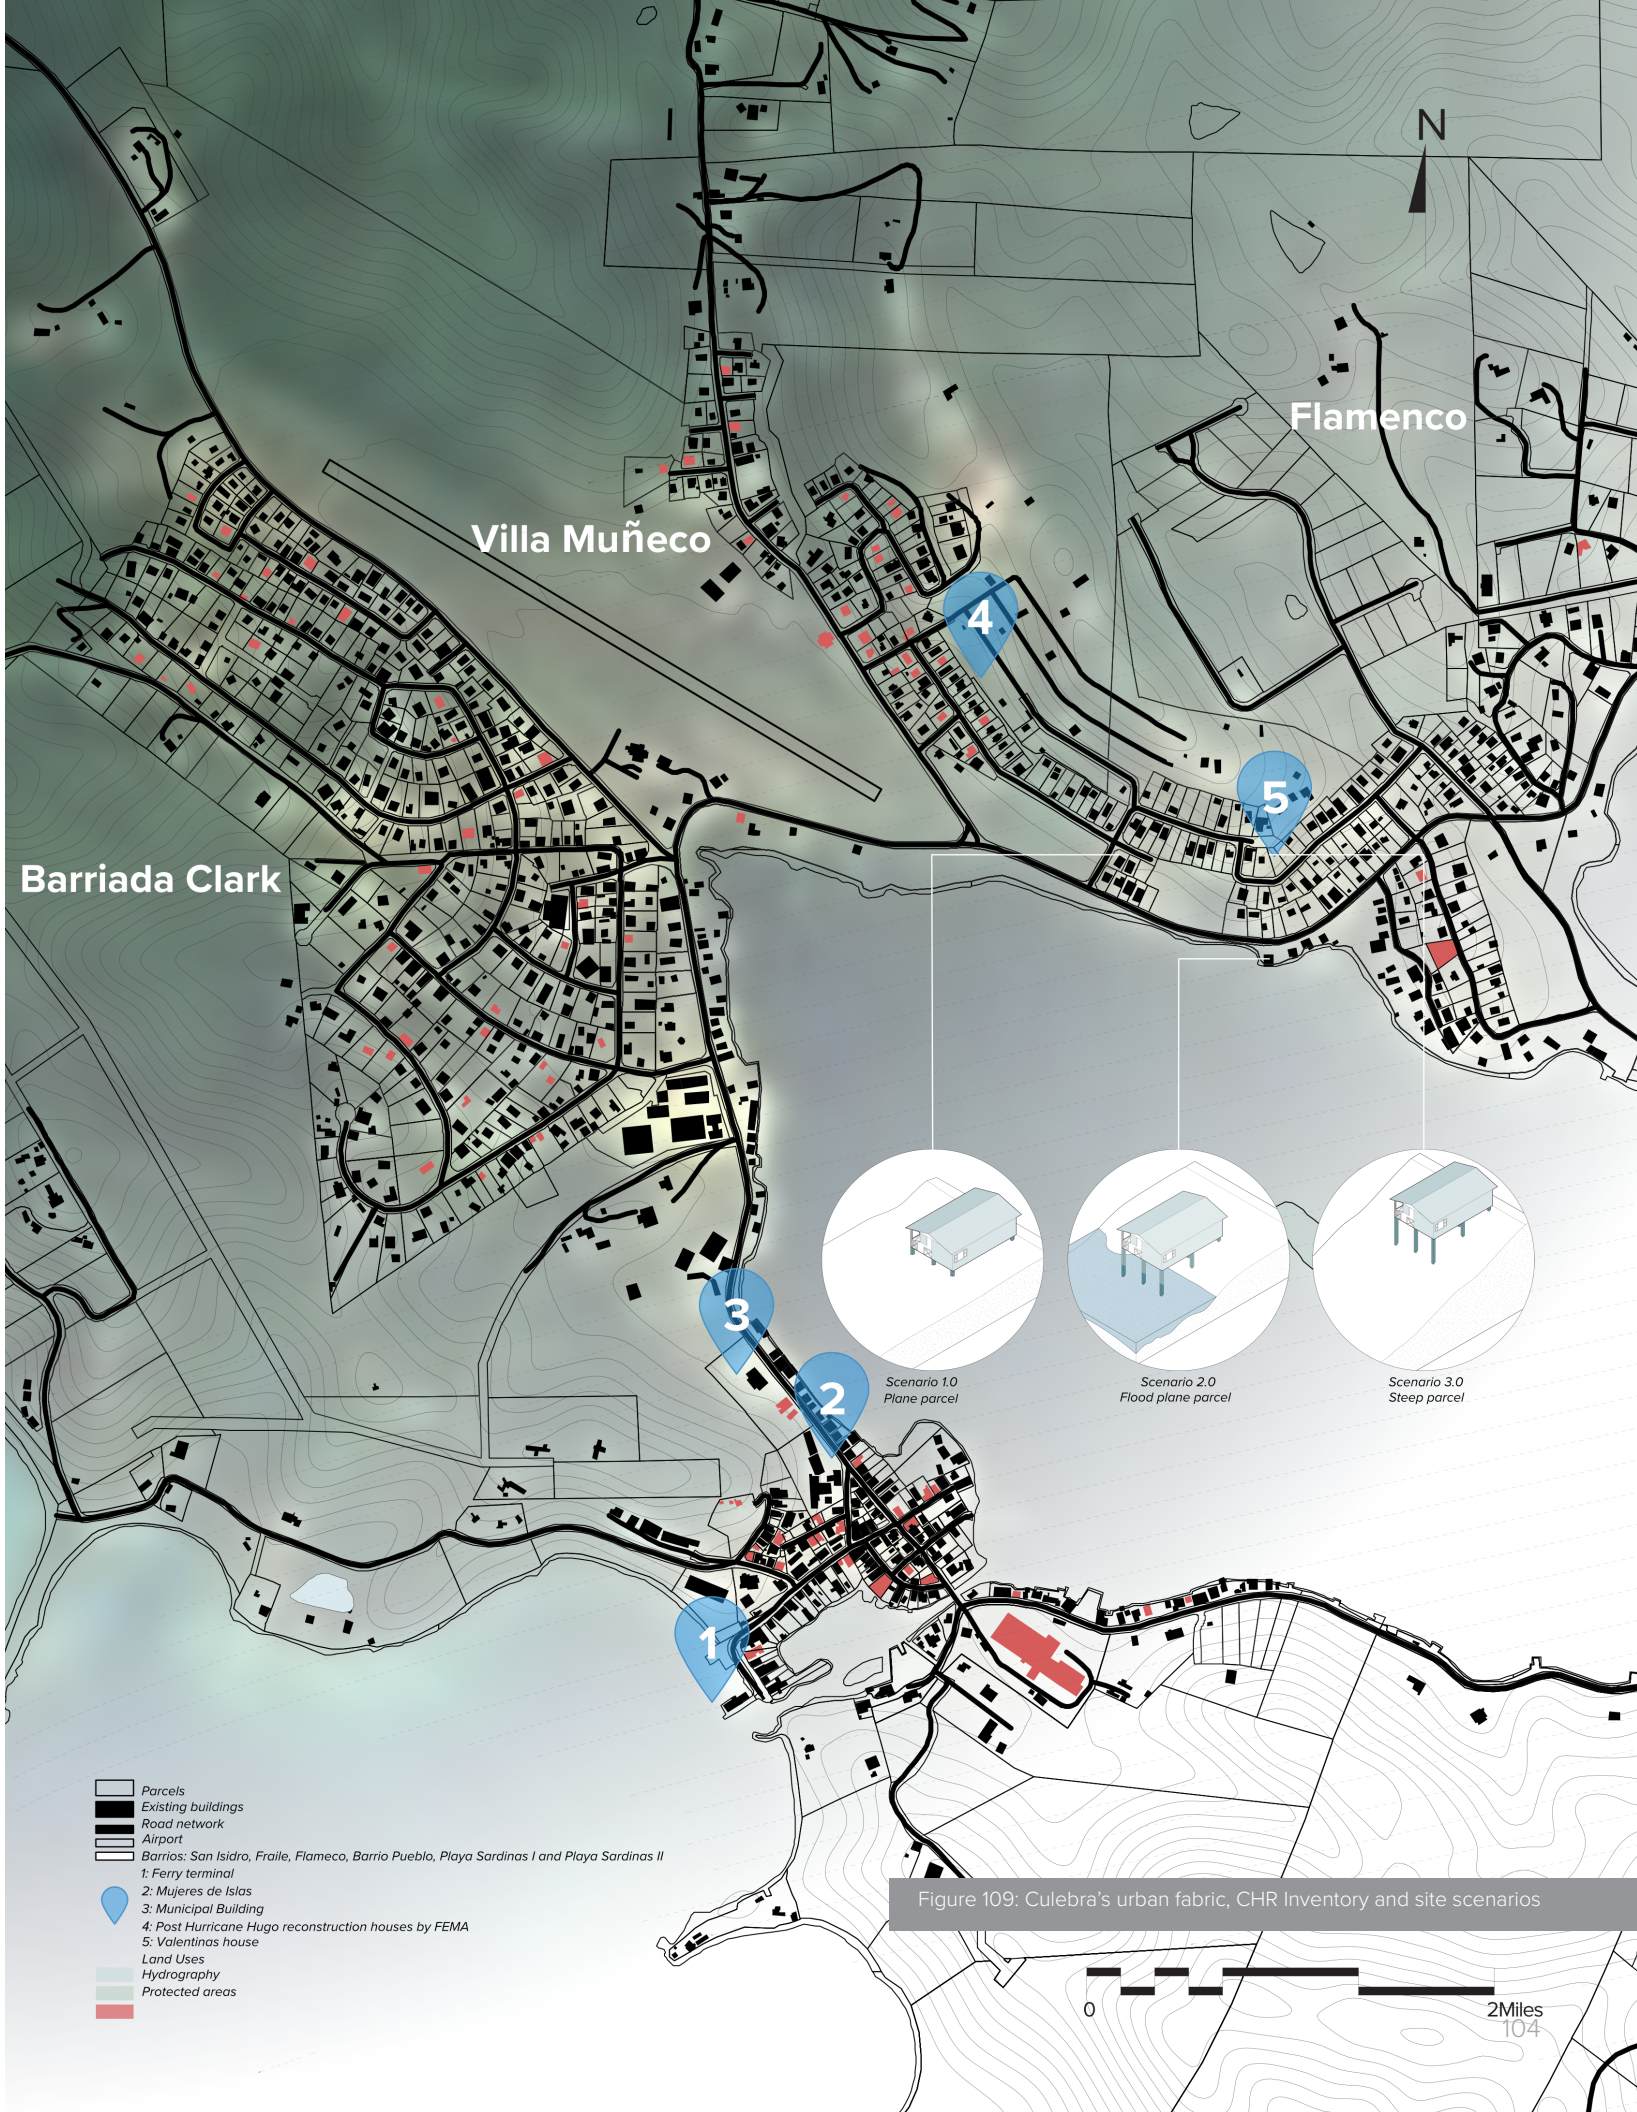 N
Flamenco
Villa Muñeco
4
5
Barriada Clark
3
2
Scenario 1.0
Plane parcel
Scenario 2.0
Flood plane parcel
Scenario 3.0
Steep parcel
1
Parcels
Existing buildings
Road network
Airport
Barrios: San Isidro, Fraile, Flameco, Barrio Pueblo, Playa Sardinas I and Playa Sardinas II
1: Ferry terminal
2: Mujeres de Islas
3: Municipal Building
4: Post Hurricane Hugo reconstruction houses by FEMA
5: Valentinas house
Land Uses
Hydrography
Protected areas
Figure 109: Culebra's urban fabric, CHR Inventory and site scenarios
0
2Miles
104